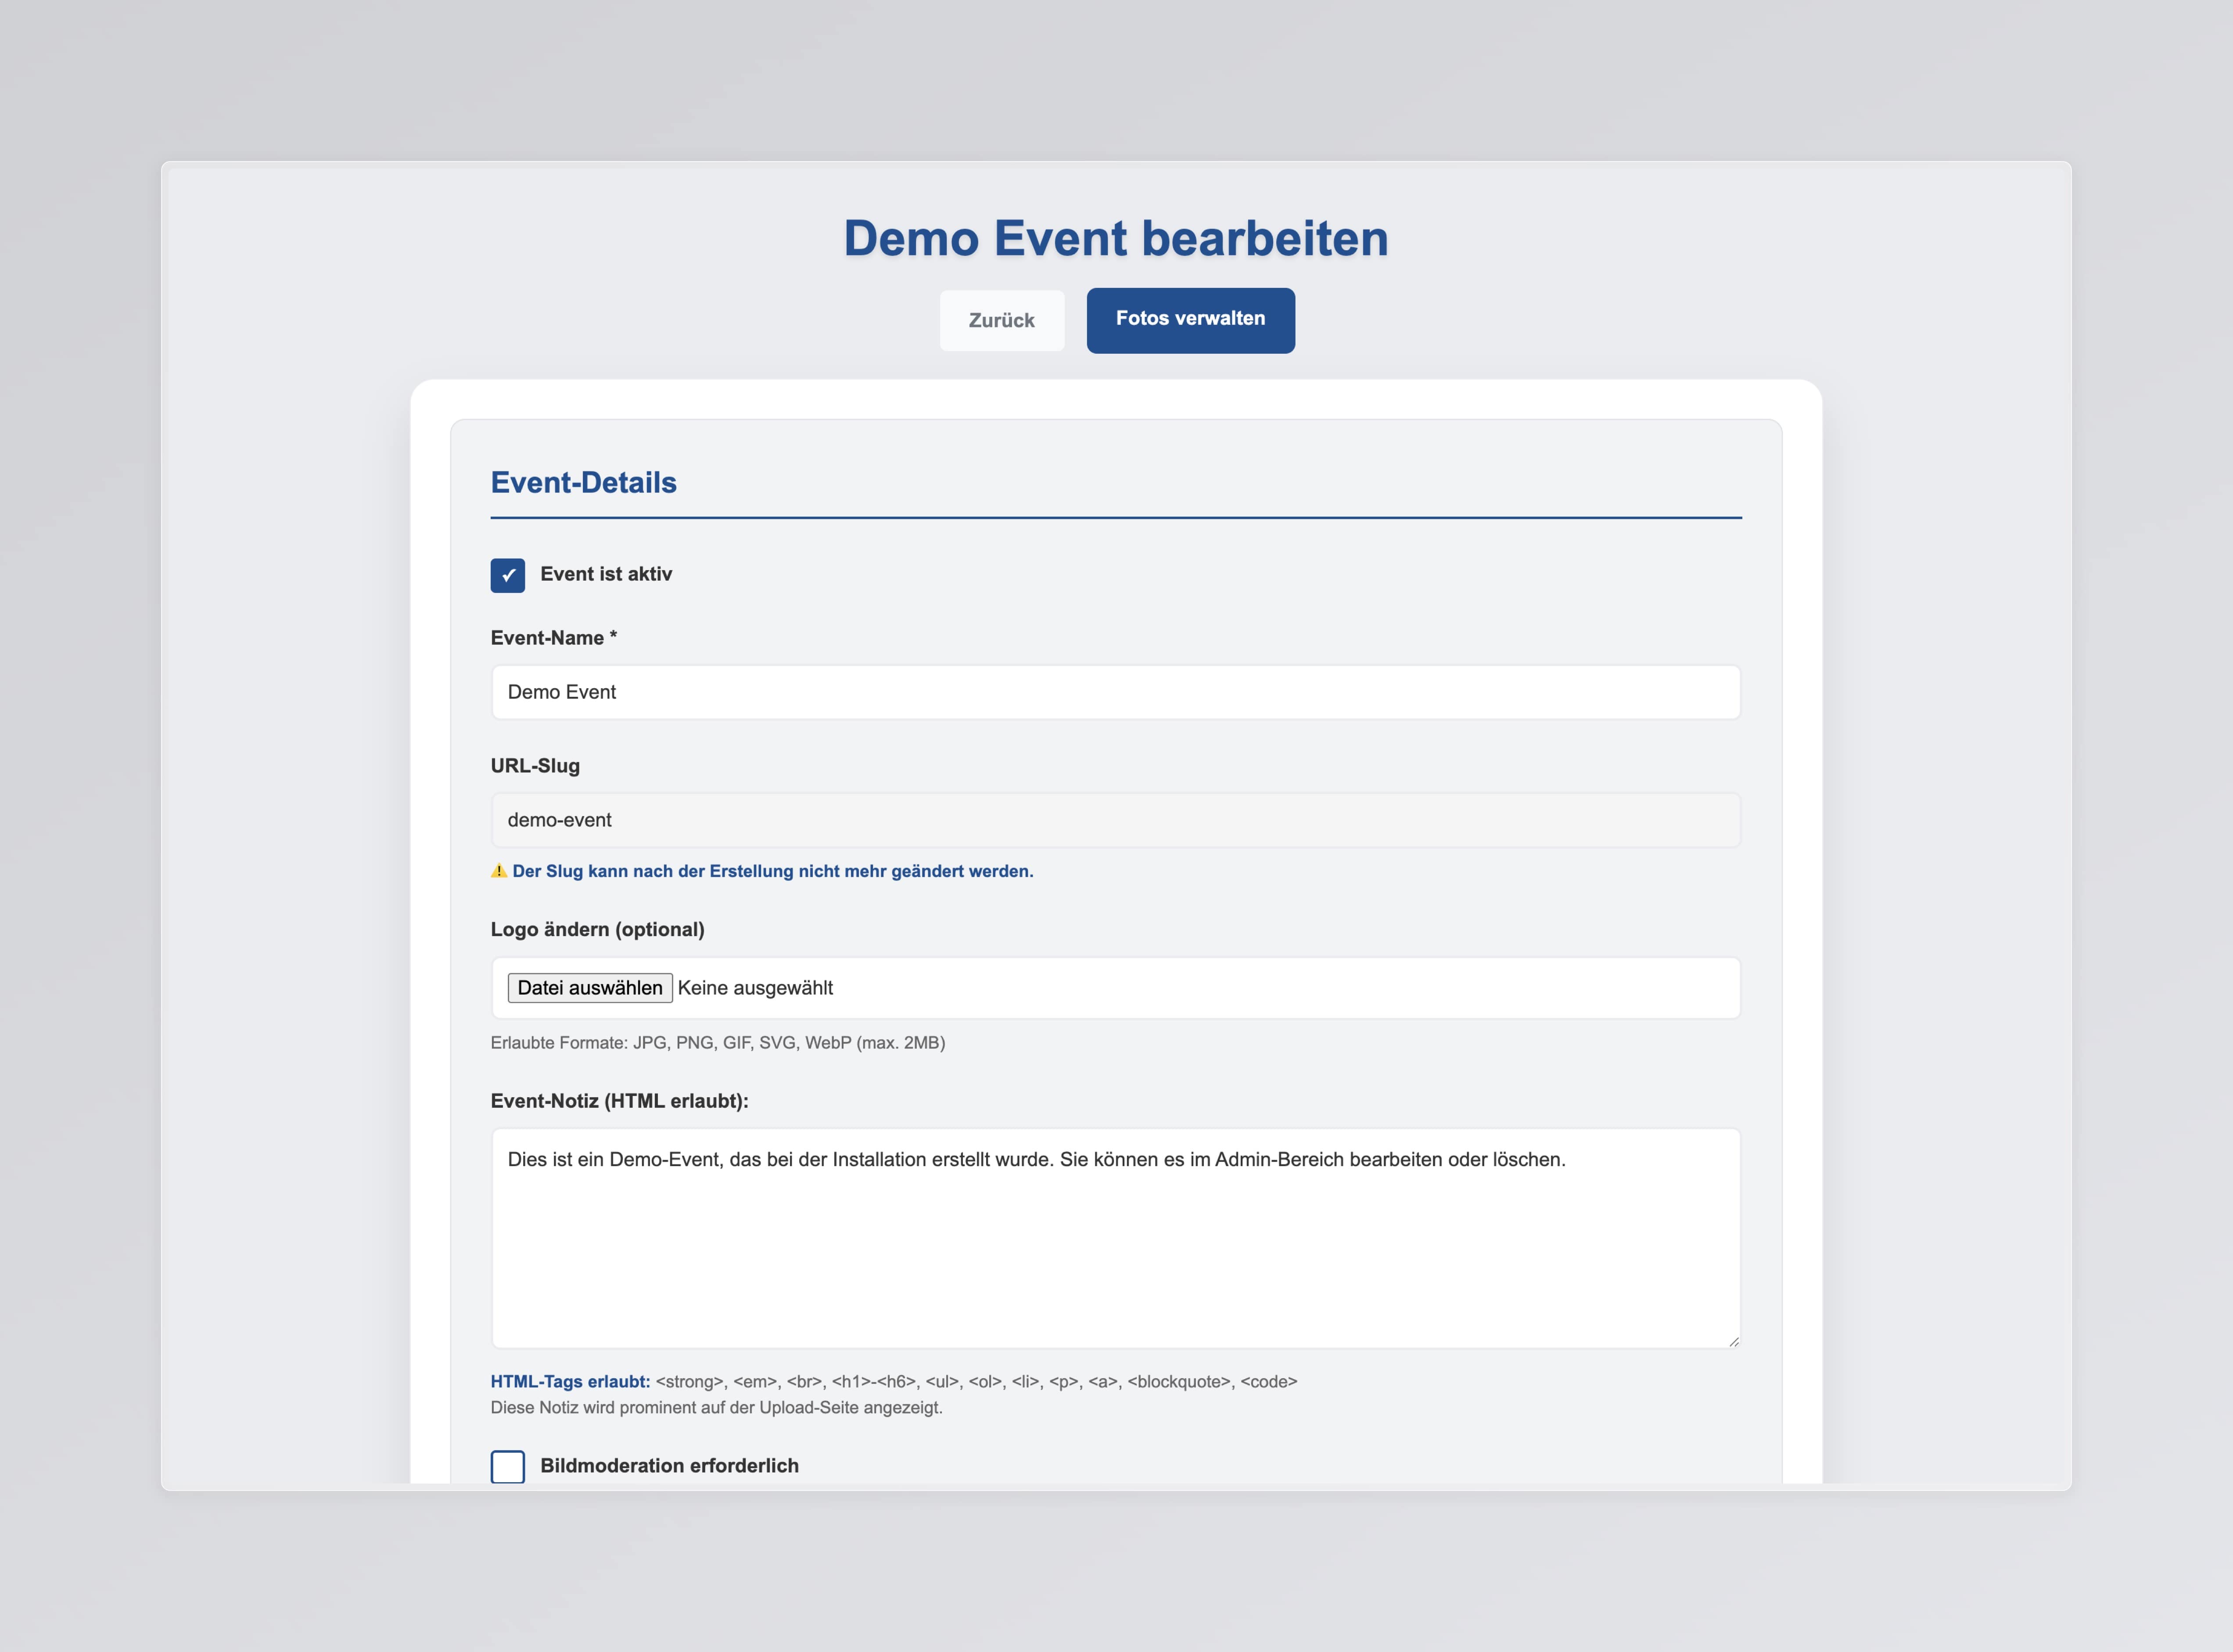 Demo Event bearbeiten
Zurück
Fotos verwalten
Event-Details
Event ist aktiv
Event-Name *
Demo Event
URL-Slug
demo-event
⚠️ Der Slug kann nach der Erstellung nicht mehr geändert werden.
Logo ändern (optional)
Datei auswählen Keine ausgewählt
Erlaubte Formate: JPG, PNG, GIF, SVG, WebP (max. 2MB)
Event-Notiz (HTML erlaubt):
Dies ist ein Demo-Event, das bei der Installation erstellt wurde. Sie können es im Admin-Bereich bearbeiten oder löschen.
HTML-Tags erlaubt: <strong>, <em>, <br>, <h1>-<h6>, <ul>, <ol>, <li>, <p>, <a>, <blockquote>, <code>
Diese Notiz wird prominent auf der Upload-Seite angezeigt.
Bildmoderation erforderlich